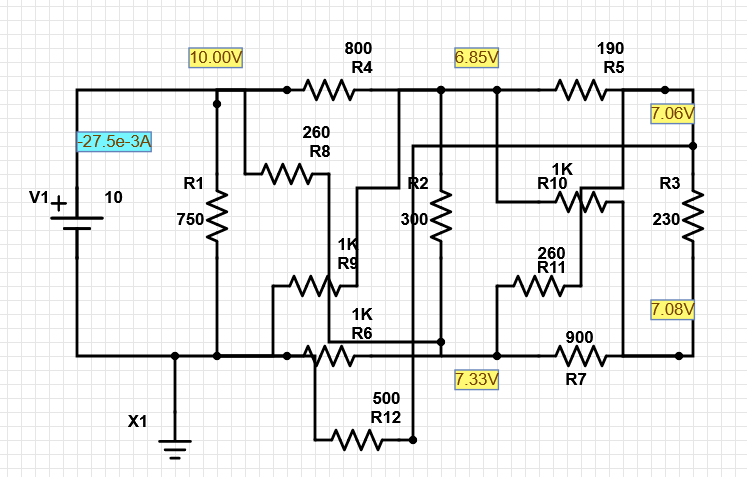 800
10.00V
6.85V
190
R4
R5
7.06V
-27.5e-3A
260
R8
1K
R1
R2
R10
R3
V1
10
750
300
230
1K
R9
260
R11
1K
R6
7.08V
900
7.33V
R7
500
R12
X1